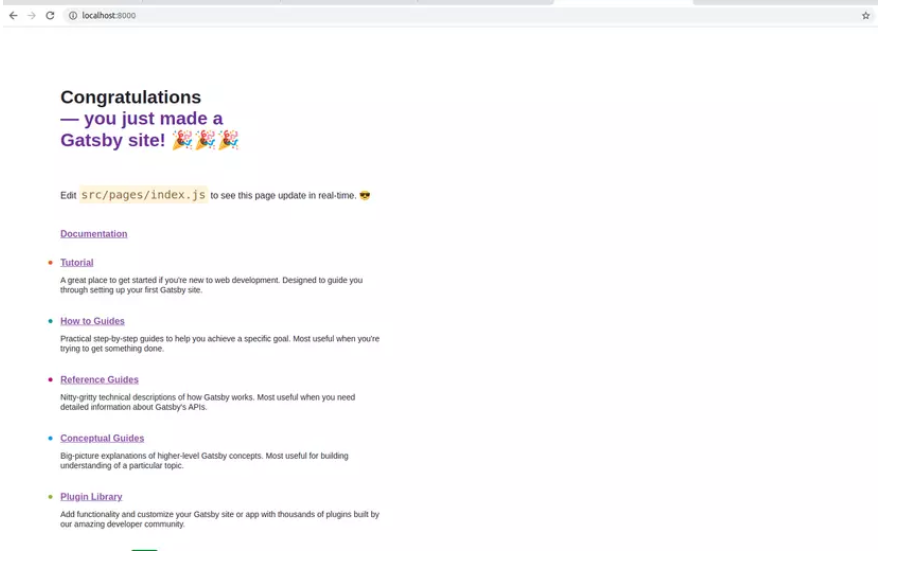 localhost:8000
Congratulations
— you just made a
Gatsby site! 🎉🎉🎉
Edit src/pages/index.js to see this page update in real-time. 😎
Documentation
Tutorial
A great place to get started if you're new to web development. Designed to guide you
through setting up your first Gatsby site.
How to Guides
Practical step-by-step guides to help you achieve a specific goal. Most useful when you're
trying to get something done.
Reference Guides
Nitty-gritty technical descriptions of how Gatsby works. Most useful when you need
detailed information about Gatsby's APIs.
Conceptual Guides
Big-picture explanations of higher-level Gatsby concepts. Most useful for building
understanding of a particular topic.
Plugin Library
Add functionality and customize your Gatsby site or app with thousands of plugins built by
our amazing developer community.